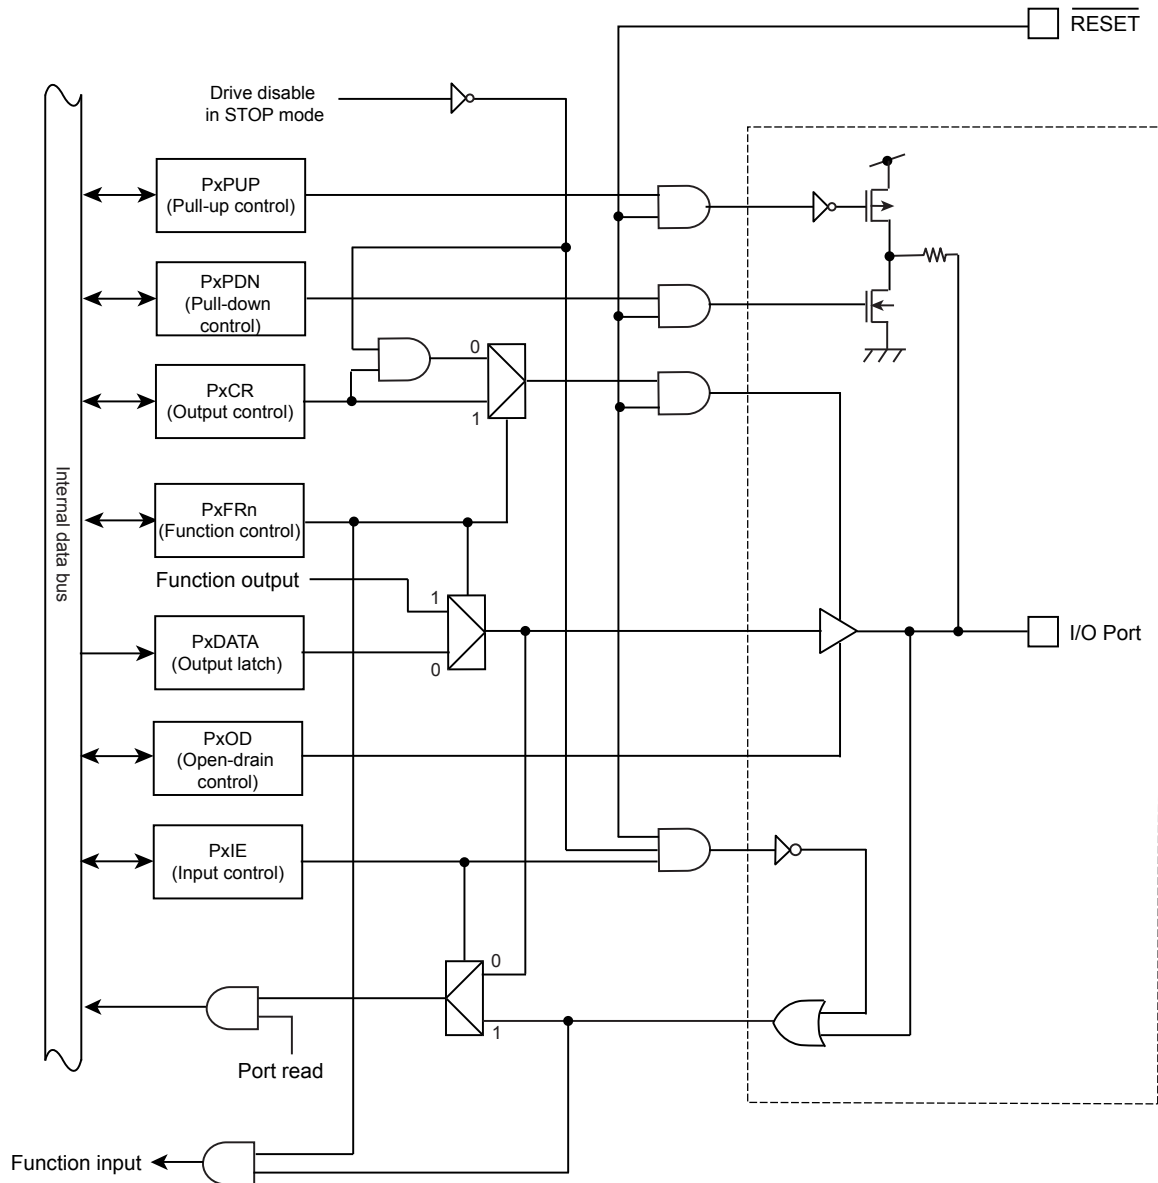 RESET
Drive disable
in STOP mode
PxPUP
(Pull-up control)
PxPDN
(Pull-down
control)
0
PxCR
(Output control)
1
Internal data bus
PxFRn
(Function control)
Function output
1
PxDATA
(Output latch)
0
I/O Port
PxOD
(Open-drain
control)
PxIE
(Input control)
0
1
Port read
Function input